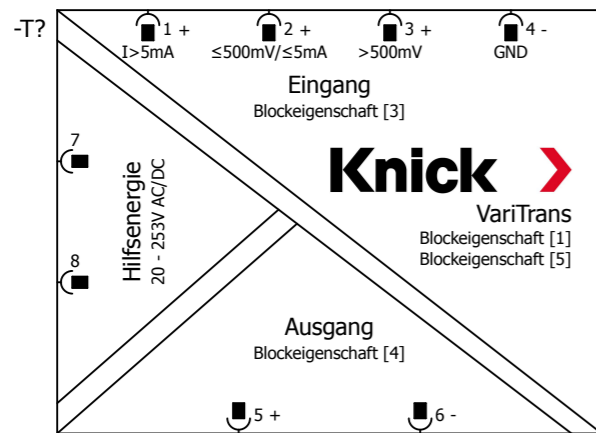 -T?
1 +
I>5mA
2 +
≤500mV/≤5mA
3 +
>500mV
4 -
GND
Eingang
Blockeigenschaft [3]
7
8
Hilfsenergie
20 - 253V AC/DC
Knick
VariTrans
Blockeigenschaft [1]
Blockeigenschaft [5]
Ausgang
Blockeigenschaft [4]
5 +
6 -